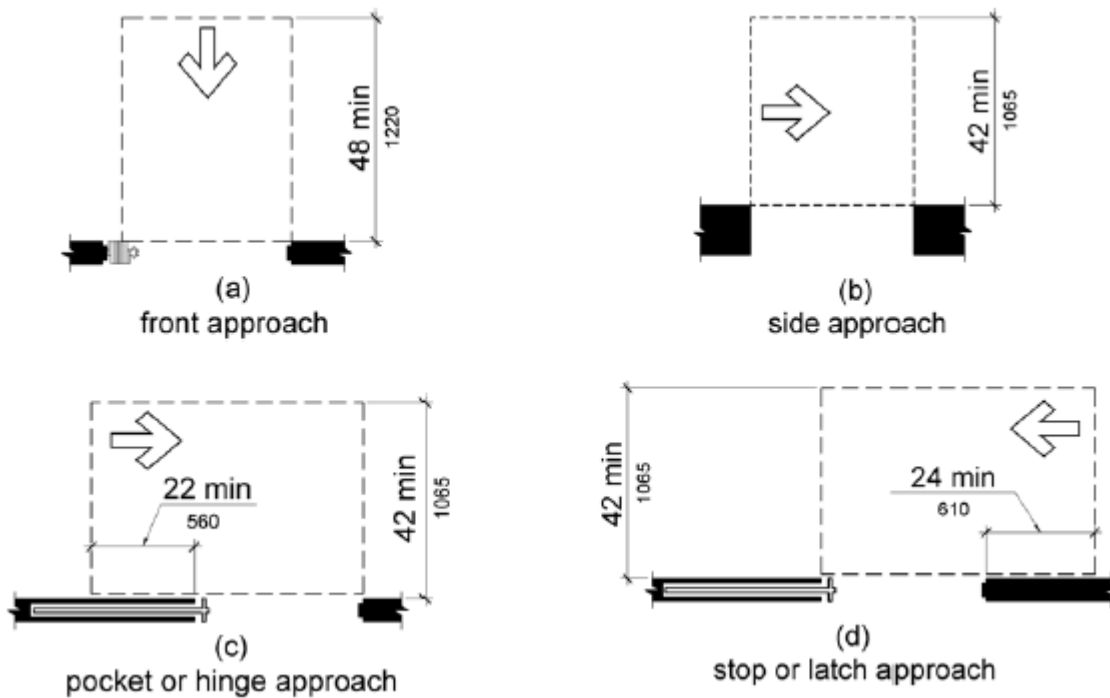 48 min
1220
(a)
front approach
42 min
1065
(b)
side approach
22 min
560
42 min
1065
(c)
pocket or hinge approach
42 min
1065
24 min
610
(d)
stop or latch approach